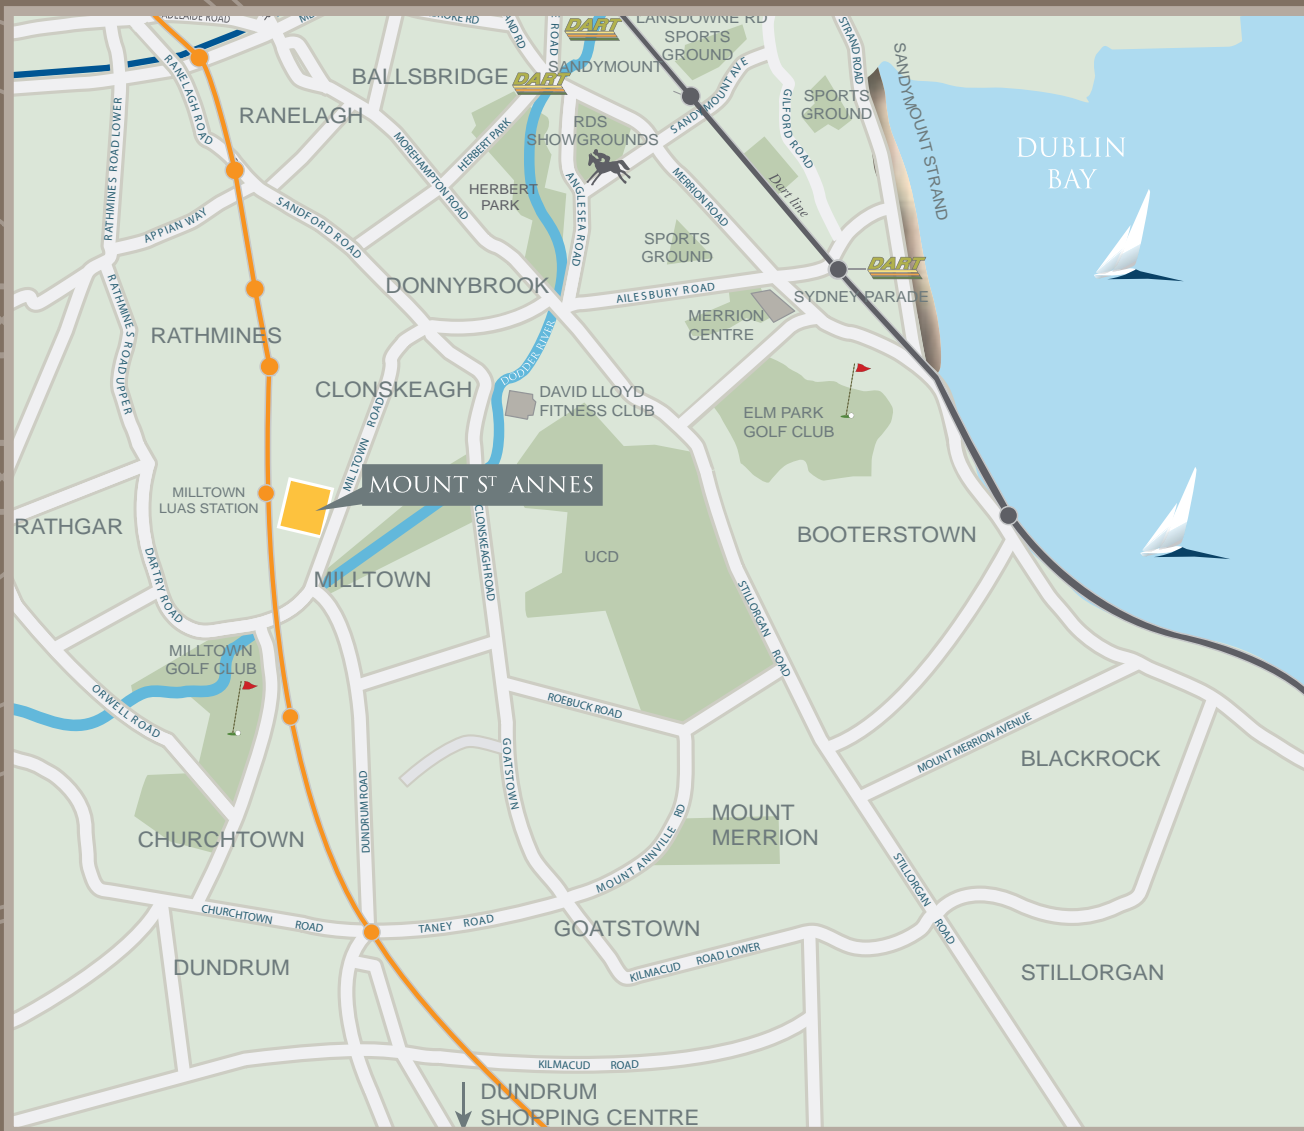 ADELAIDE ROAD
LANSDOWNE RD
SPORTS
GROUND
DART
SANDYMOUNT
DART
BALLSBRIDGE
RANELAGH ROAD
RANELAGH
RATHMINES ROAD LOWER
STRAND ROAD
SANDYMOUNT STRAND
SANDYMOUNT AVE
GILFORD ROAD
SPORTS
GROUND
RDS
SHOWGROUNDS
HERBERT PARK
MOREHAMPTON ROAD
DUBLIN
BAY
HERBERT
PARK
ANGLESEA ROAD
MERRION ROAD
Dart line
APPIAN WAY
SANDFORD ROAD
SPORTS
GROUND
DART
SYDNEY PARADE
DONNYBROOK
AILESBURY ROAD
MERRION
CENTRE
RATHMINES ROAD UPPER
RATHMINES
DODDER RIVER
CLONSKEAGH
DAVID LLOYD
FITNESS CLUB
ELM PARK
GOLF CLUB
MILLTOWN ROAD
MOUNT ST ANNES
MILLTOWN
LUAS STATION
RATHGAR
CLONSKEAGH ROAD
UCD
BOOTERSTOWN
DARTRY ROAD
MILLTOWN
STILLORGAN ROAD
MILLTOWN
GOLF CLUB
ORWELL ROAD
ROEBUCK ROAD
GOATSTOWN
MOUNT MERRION AVENUE
BLACKROCK
DUNDRUM ROAD
MOUNT
MERRION
CHURCHTOWN
MOUNT ANNVILLE RD
STILLORGAN ROAD
CHURCHTOWN ROAD
TANEY ROAD
GOATSTOWN
KILMACUD ROAD LOWER
DUNDRUM
STILLORGAN
KILMACUD ROAD
DUNDRUM
SHOPPING CENTRE